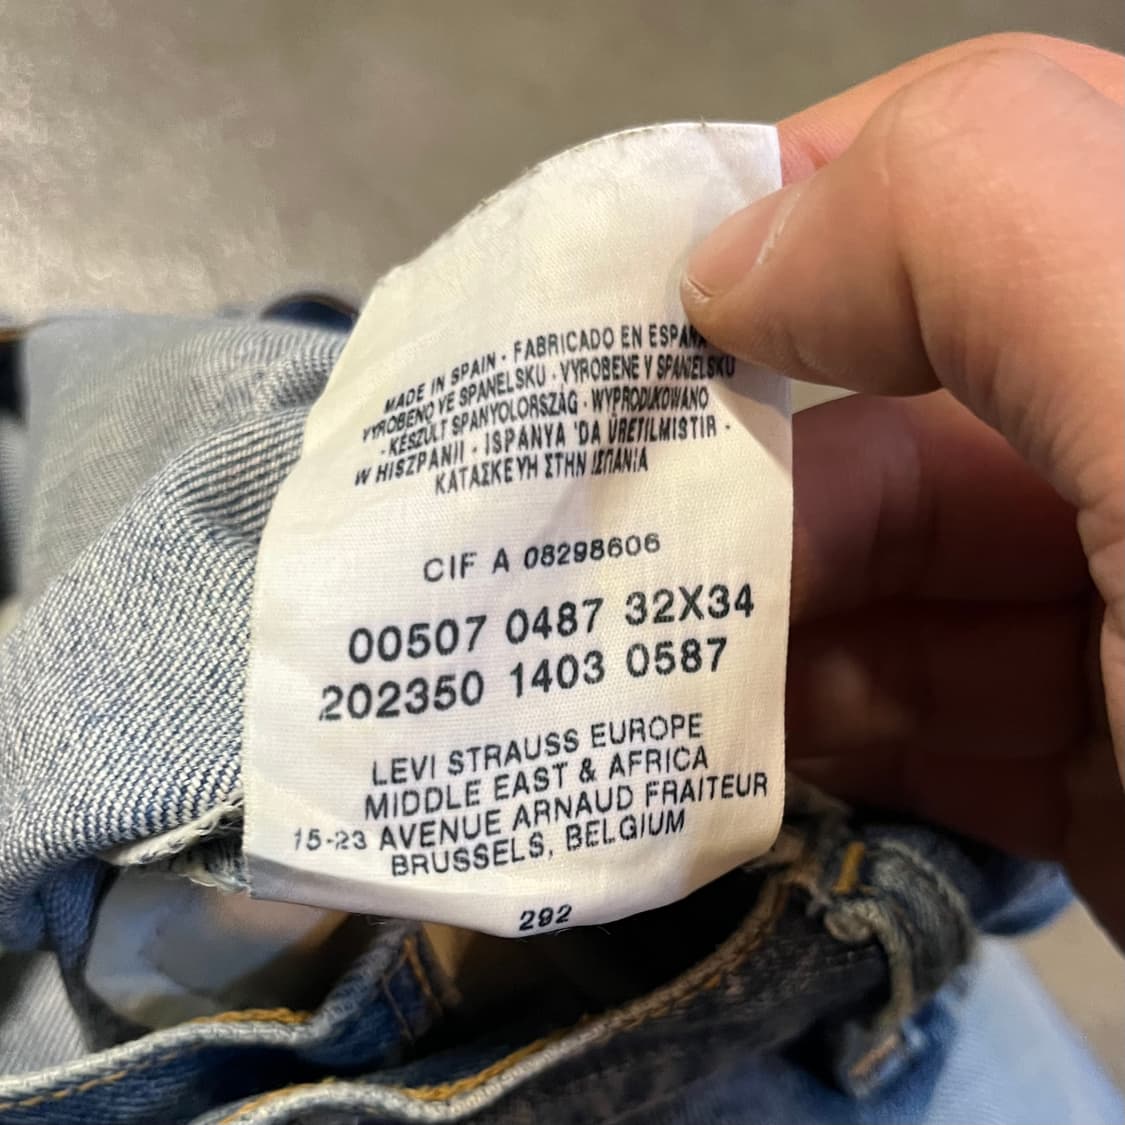 MADE IN SPAIN - FABRICADO EN ESPAÑA
VYROBENO VE SPANELSKU - VYROBENE V SPANIELSKU
- KÉSZÜLT SPANYOLORSZÁG - WYPRODUKOWANO
W HISZPANII - ISPANYA 'DA ÜRETILMISTIR -
ΚΑΤΑΣΚΕΥΗ ΣΤΗΝ ΙΣΠΑΝΙΑ
CIF A 08298606
00507 0487 32X34
202350 1403 0587
LEVI STRAUSS EUROPE
MIDDLE EAST & AFRICA
15-23 AVENUE ARNAUD FRAITEUR
BRUSSELS, BELGIUM
292